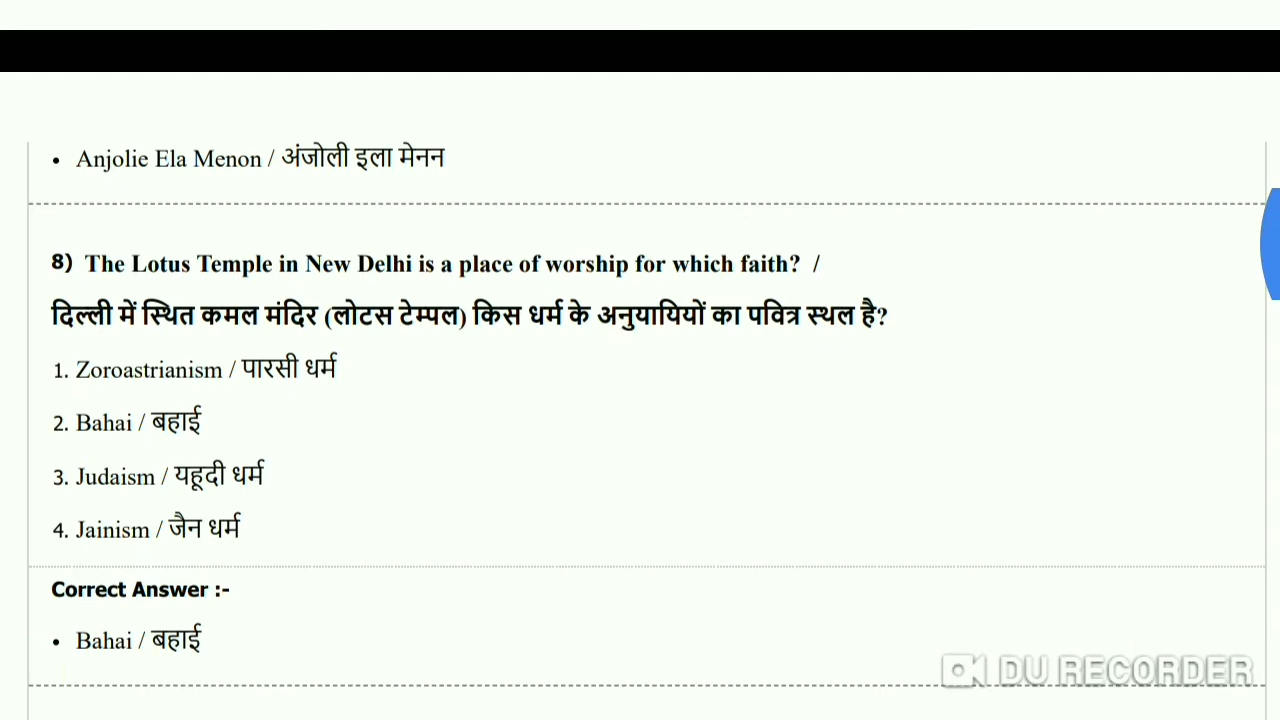 • Anjolie Ela Menon / अंजोली इला मेनन
8) The Lotus Temple in New Delhi is a place of worship for which faith? /
दिल्ली में स्थित कमल मंदिर (लोटस टेम्पल) किस धर्म के अनुयायियों का पवित्र स्थल है?
1. Zoroastrianism / पारसी धर्म
2. Bahai / बहाई
3. Judaism / यहूदी धर्म
4. Jainism / जैन धर्म
Correct Answer :-
• Bahai / बहाई
DU RECORDER